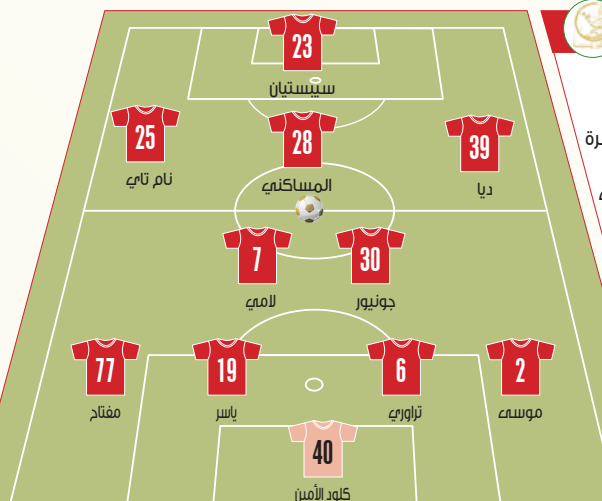 23
سيبستيان
39 28 25
ديا المساكني نام تاي
30 7
جونيور لامي
2 6 19 77
موسى تراوري ياسر مفتاح
40
كلود الأمين